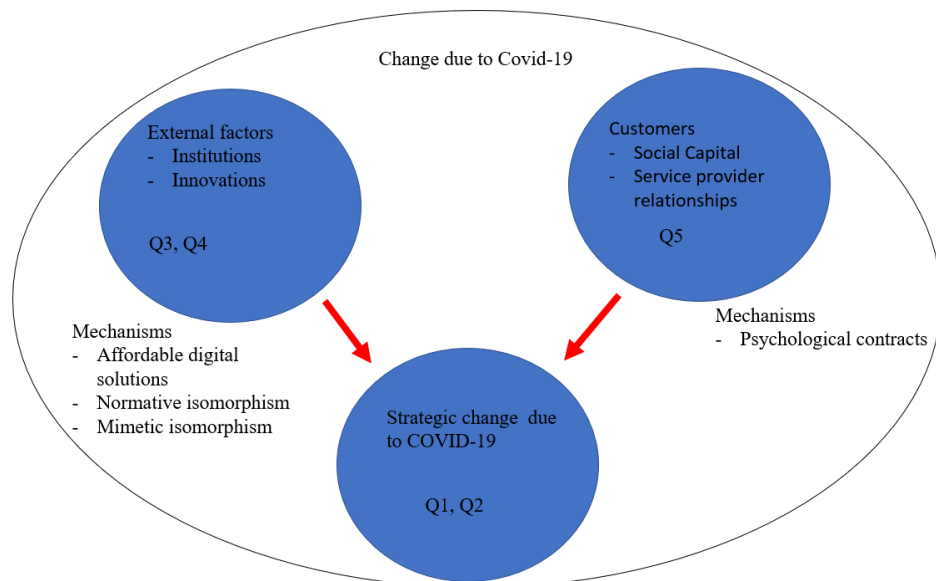 Change due to Covid-19
External factors
- Institutions
- Innovations
Q3, Q4
Customers
- Social Capital
- Service provider
relationships
Q5
Mechanisms
- Affordable digital
solutions
- Normative isomorphism
- Mimetic isomorphism
Mechanisms
- Psychological contracts
Strategic change due
to COVID-19
Q1, Q2